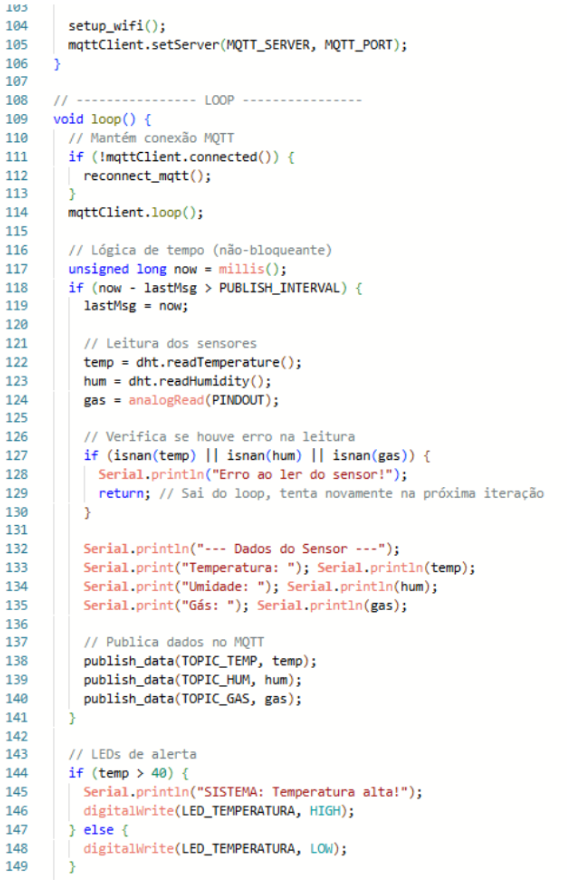 103
104 setup_wifi();
105 mqttClient.setServer(MQTT_SERVER, MQTT_PORT);
106 }
107
108 // ---------------- LOOP ----------------
109 void loop() {
110 // Mantém conexão MQTT
111 if (!mqttClient.connected()) {
112 reconnect_mqtt();
113 }
114 mqttClient.loop();
115
116 // Lógica de tempo (não-bloqueante)
117 unsigned long now = millis();
118 if (now - lastMsg > PUBLISH_INTERVAL) {
119 lastMsg = now;
120
121 // Leitura dos sensores
122 temp = dht.readTemperature();
123 hum = dht.readHumidity();
124 gas = analogRead(PINDOUT);
125
126 // Verifica se houve erro na leitura
127 if (isnan(temp) || isnan(hum) || isnan(gas)) {
128 Serial.println("Erro ao ler do sensor!");
129 return; // Sai do loop, tenta novamente na próxima iteração
130 }
131
132 Serial.println("--- Dados do Sensor ---");
133 Serial.print("Temperatura: "); Serial.println(temp);
134 Serial.print("Umidade: "); Serial.println(hum);
135 Serial.print("Gás: "); Serial.println(gas);
136
137 // Publica dados no MQTT
138 publish_data(TOPIC_TEMP, temp);
139 publish_data(TOPIC_HUM, hum);
140 publish_data(TOPIC_GAS, gas);
141 }
142
143 // LEDs de alerta
144 if (temp > 40) {
145 Serial.println("SISTEMA: Temperatura alta!");
146 digitalWrite(LED_TEMPERATURA, HIGH);
147 } else {
148 digitalWrite(LED_TEMPERATURA, LOW);
149 }